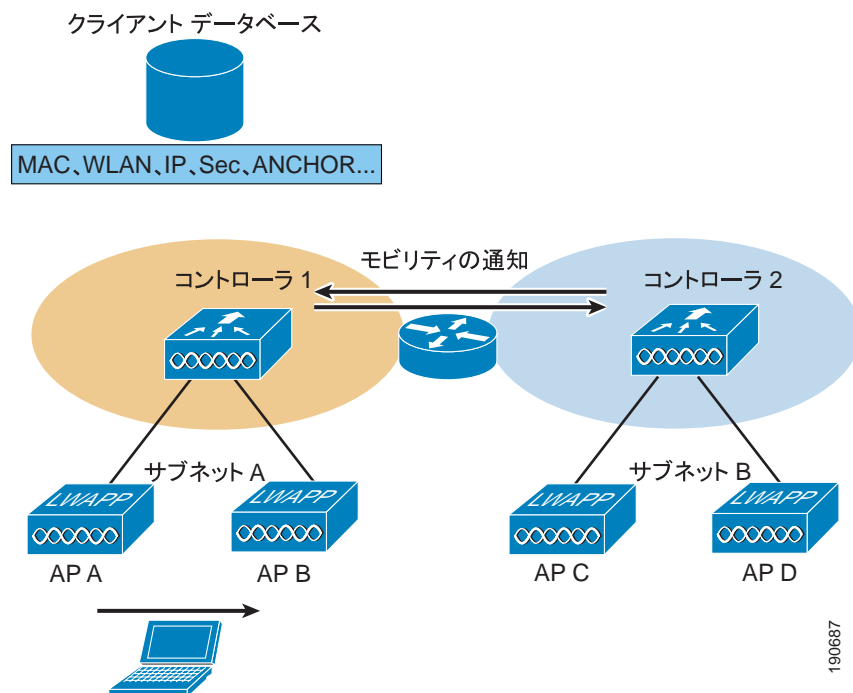 クライアント データベース
MAC、WLAN、IP、Sec、ANCHOR...
モビリティの通知
コントローラ 1
コントローラ 2
サブネット A
サブネット B
LWAPP
LWAPP
LWAPP
LWAPP
AP A
AP B
AP C
AP D
190687